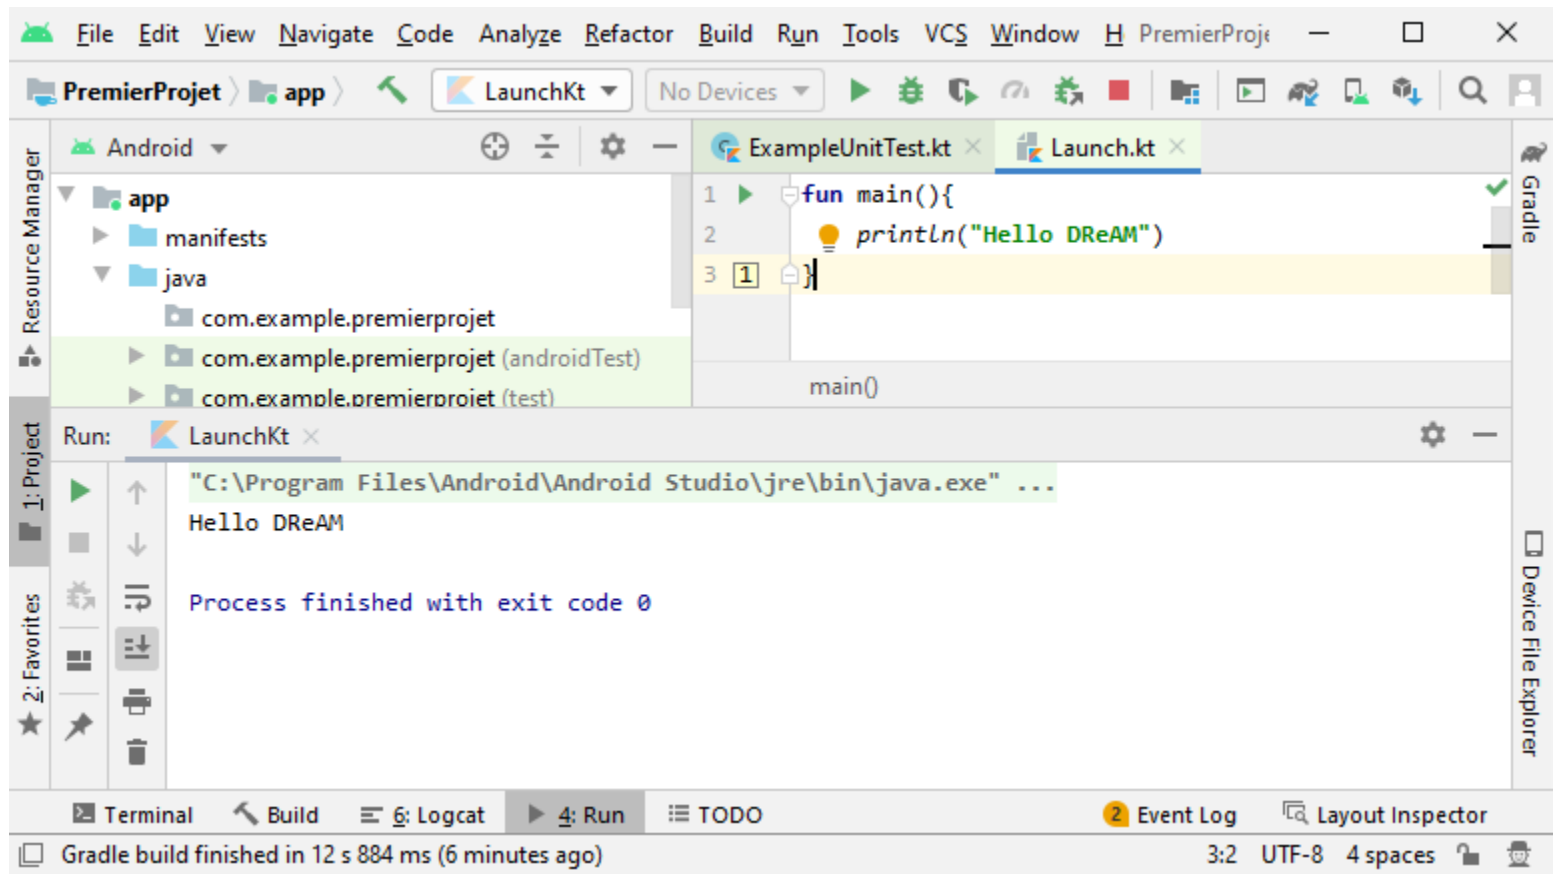 File Edit View Navigate Code Analyze Refactor Build Run Tools VCS Window H PremierProje
PremierProjet app LaunchKt No Devices
Android
ExampleUnitTest.kt Launch.kt
app
manifests
java
com.example.premierprojet
com.example.premierprojet (androidTest)
com.example.premierprojet (test)
1 fun main(){
2 println("Hello DReAM")
3 1 }
main()
Resource Manager
1: Project
2: Favorites
Gradle
Device File Explorer
Run: LaunchKt
"C:\Program Files\Android\Android Studio\jre\bin\java.exe" ...
Hello DReAM
Process finished with exit code 0
Terminal Build 6: Logcat 4: Run TODO 2 Event Log Layout Inspector
Gradle build finished in 12 s 884 ms (6 minutes ago) 3:2 UTF-8 4 spaces